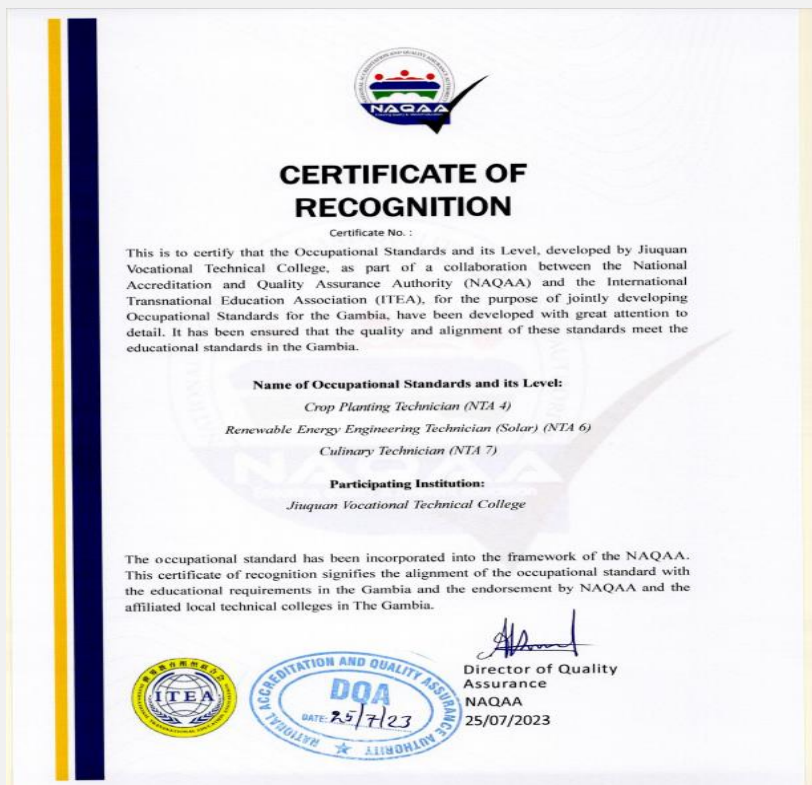 NATIONAL ACCREDITATION AND QUALITY ASSURANCE AUTHORITY
NAQAA
CERTIFICATE OF
RECOGNITION
Certificate No. :
This is to certify that the Occupational Standards and its Level, developed by Jiuquan
Vocational Technical College, as part of a collaboration between the National
Accreditation and Quality Assurance Authority (NAQAA) and the International
Transnational Education Association (ITEA), for the purpose of jointly developing
Occupational Standards for the Gambia, have been developed with great attention to
detail. It has been ensured that the quality and alignment of these standards meet the
educational standards in the Gambia.
Name of Occupational Standards and its Level:
Crop Planting Technician (NTA 4)
Renewable Energy Engineering Technician (Solar) (NTA 6)
Culinary Technician (NTA 7)
NAQAA
Participating Institution:
Jiuquan Vocational Technical College
The occupational standard has been incorporated into the framework of the NAQAA.
This certificate of recognition signifies the alignment of the occupational standard with
the educational requirements in the Gambia and the endorsement by NAQAA and the
affiliated local technical colleges in The Gambia.
ITEA
NATIONAL ACCREDITATION AND QUALITY ASSURANCE AUTHORITY
DQA
DATE: 25/7/23
Director of Quality
Assurance
NAQAA
25/07/2023